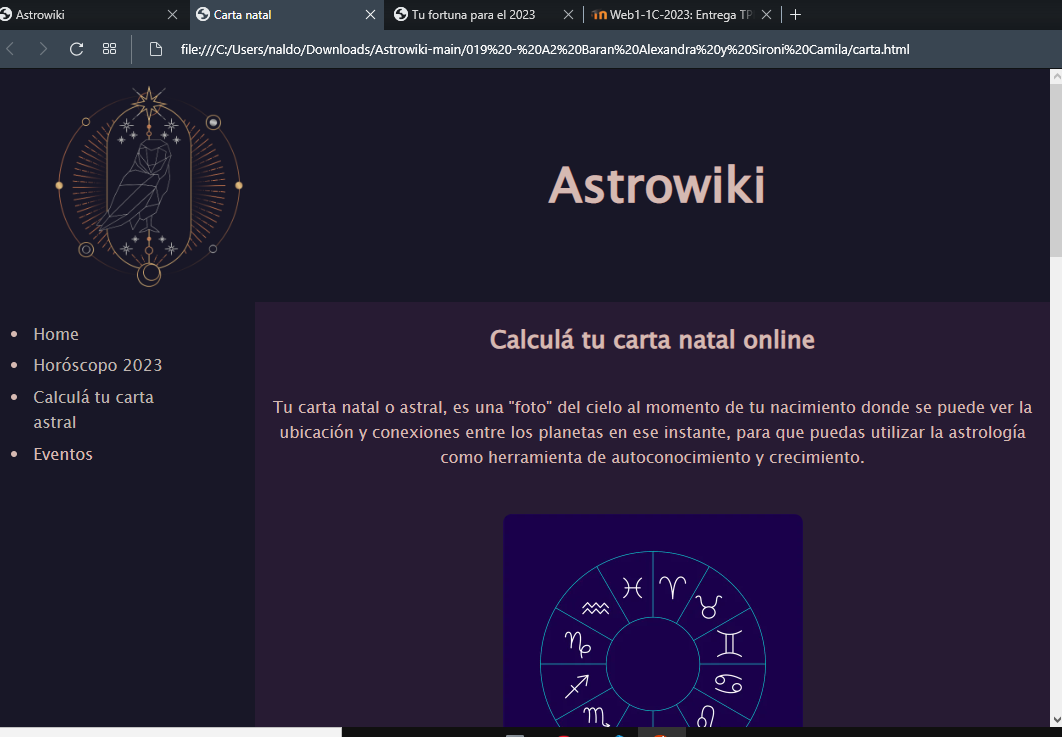 Astrowiki
Carta natal
Tu fortuna para el 2023
Web1-1C-2023: Entrega TP
file:///C:/Users/naldo/Downloads/Astrowiki-main/019%20-%20A2%20Baran%20Alexandra%20y%20Sironi%20Camila/carta.html
Astrowiki
Home
Horóscopo 2023
Calculá tu carta
astral
Eventos
Calculá tu carta natal online
Tu carta natal o astral, es una "foto" del cielo al momento de tu nacimiento donde se puede ver la
ubicación y conexiones entre los planetas en ese instante, para que puedas utilizar la astrología
como herramienta de autoconocimiento y crecimiento.